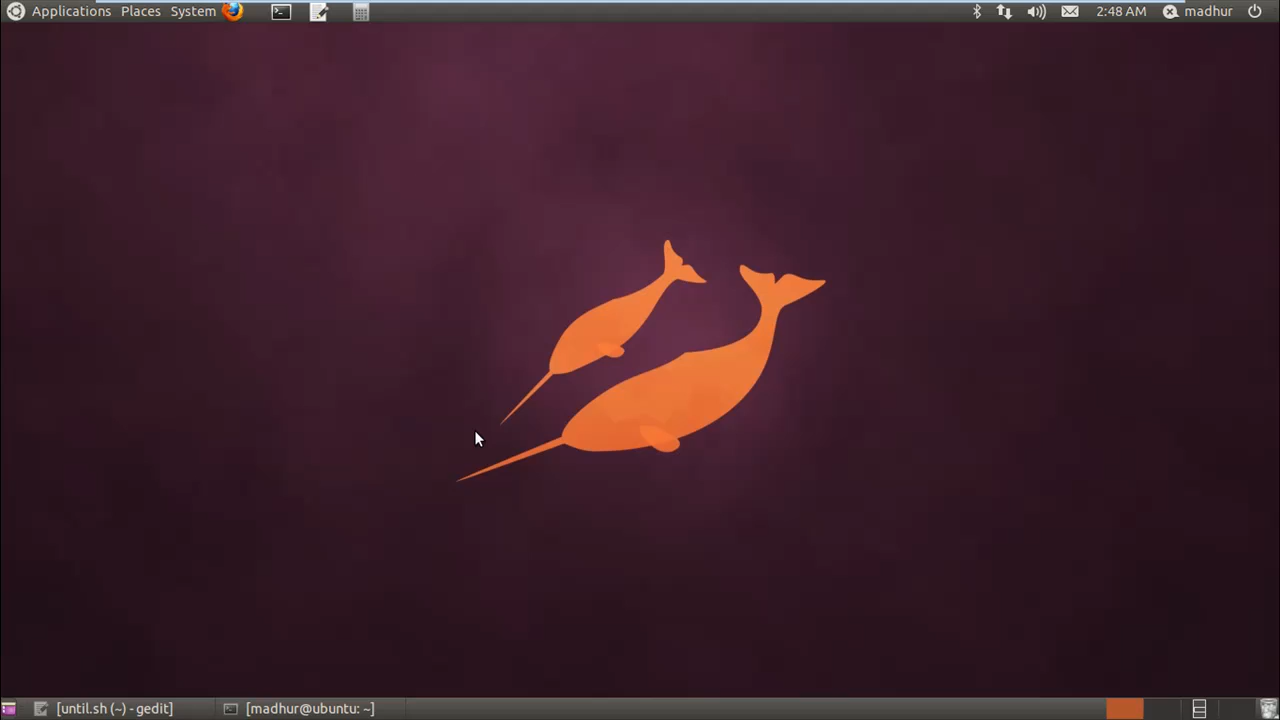 Applications Places System 2:48 AM madhur
[until.sh (~) - gedit] [madhur@ubuntu: ~]